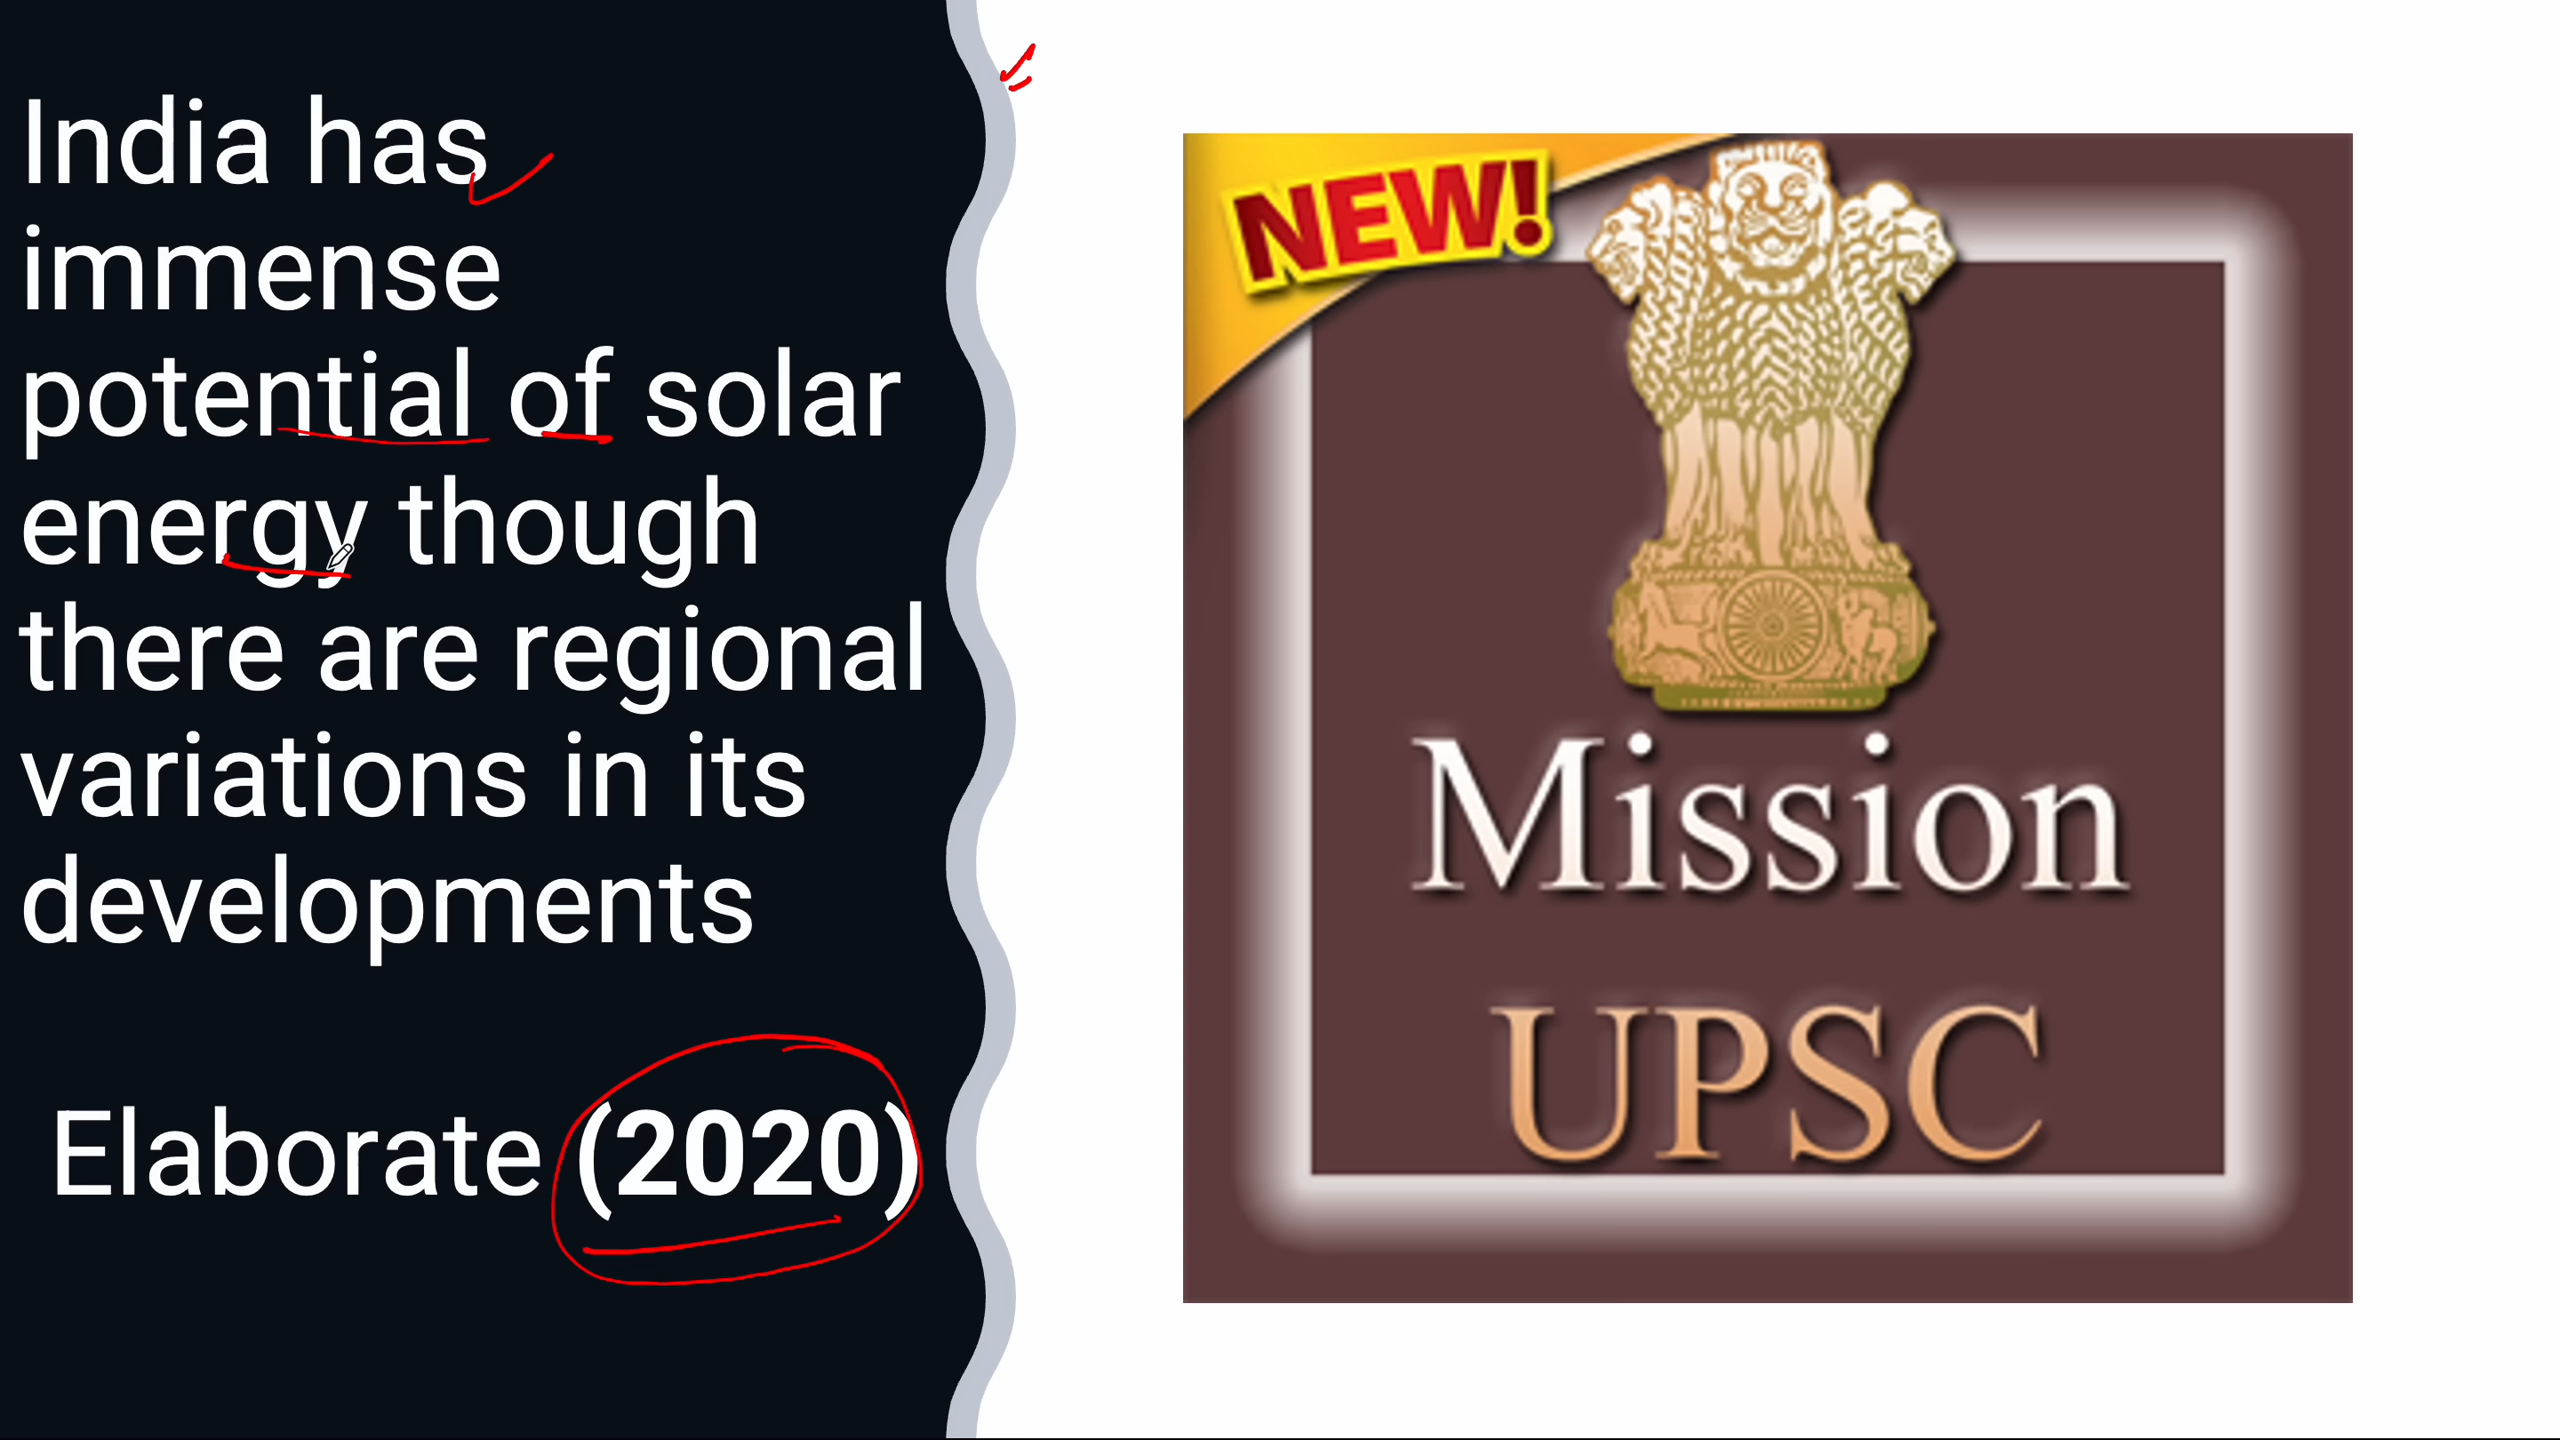 India has
immense
potential of solar
energy though
there are regional
variations in its
developments
Elaborate (2020)
NEW!
Mission
UPSC